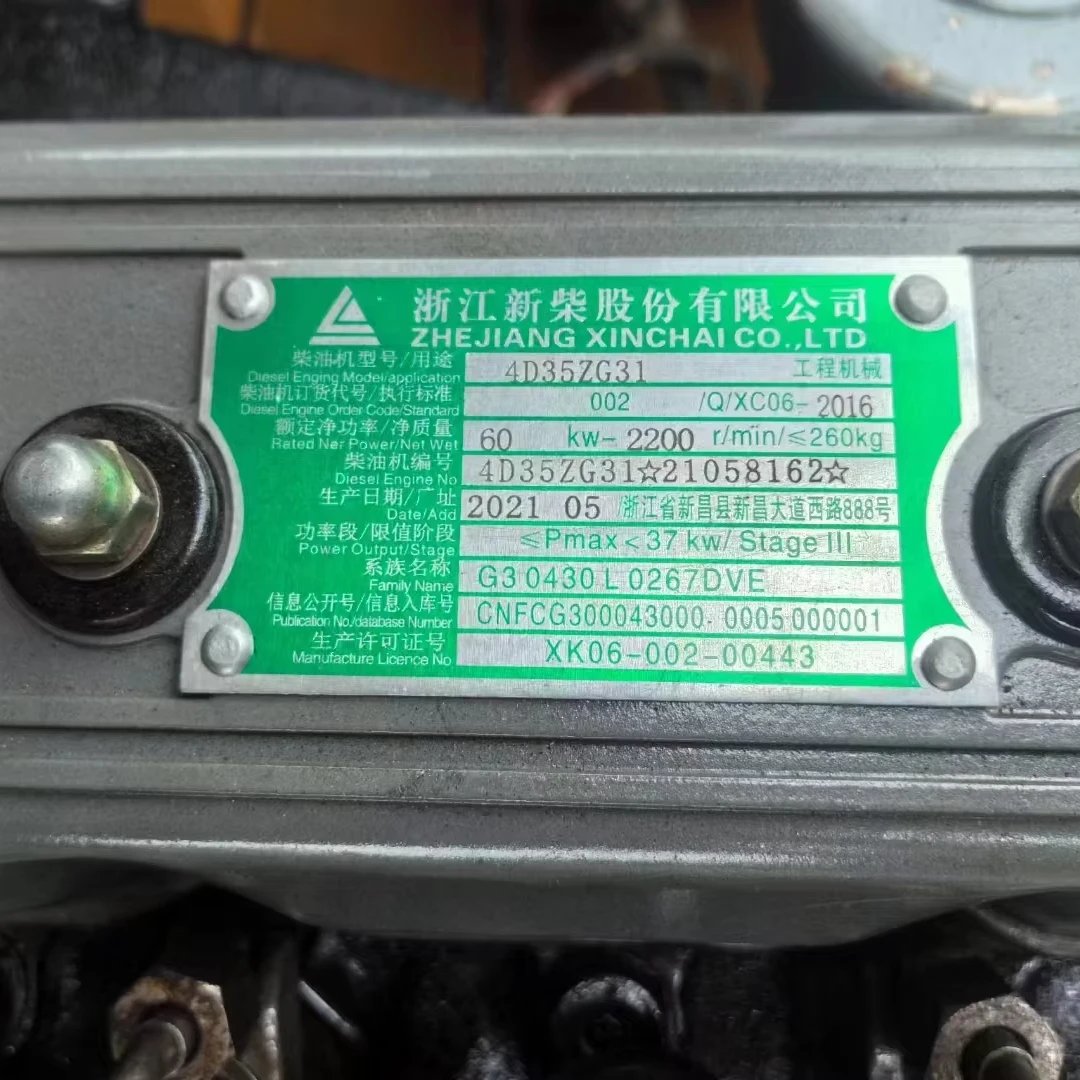 浙江新柴股份有限公司
ZHEJIANG XINCHAI CO.,LTD
柴油机型号/用途 4D35ZG31 工程机械
Diesel Enging Model/application
柴油机订货代号/执行标准 002 /Q/XC06-2016
Diesel Engine Order Code/Standard
额定净功率/净质量 60 kw-2200 r/min/≤260kg
Rated Ner Power/Net Wet
柴油机编号 4D35ZG31☆21058162☆
Diesel Engine No
生产日期/厂址 2021 05 浙江省新昌县新昌大道西路888号
Date/Add
功率段/限值阶段 ≤Pmax<37 kw/ Stage III
Power Output/Stage
系族名称 G3 0430 L 0267DVE
Family Name
信息公开号/信息入库号 CNFCG300043000 0005 000001
Publication No./database Number
生产许可证号 XK06-002-00443
Manufacture Licence No